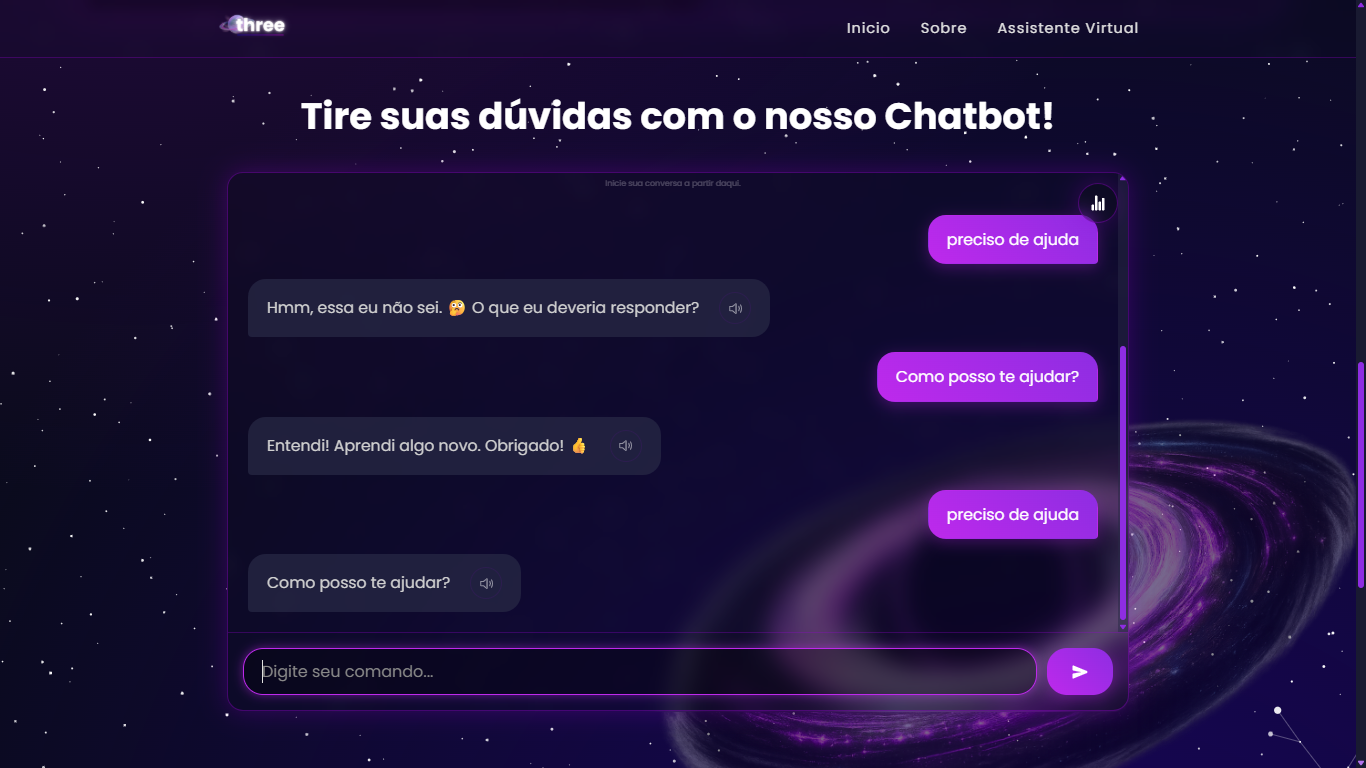 three
Inicio Sobre Assistente Virtual
Tire suas dúvidas com o nosso Chatbot!
Inicie sua conversa a partir daqui.
preciso de ajuda
Hmm, essa eu não sei. 🤔 O que eu deveria responder?
Como posso te ajudar?
Entendi! Aprendi algo novo. Obrigado! 👍
preciso de ajuda
Como posso te ajudar?
Digite seu comando...